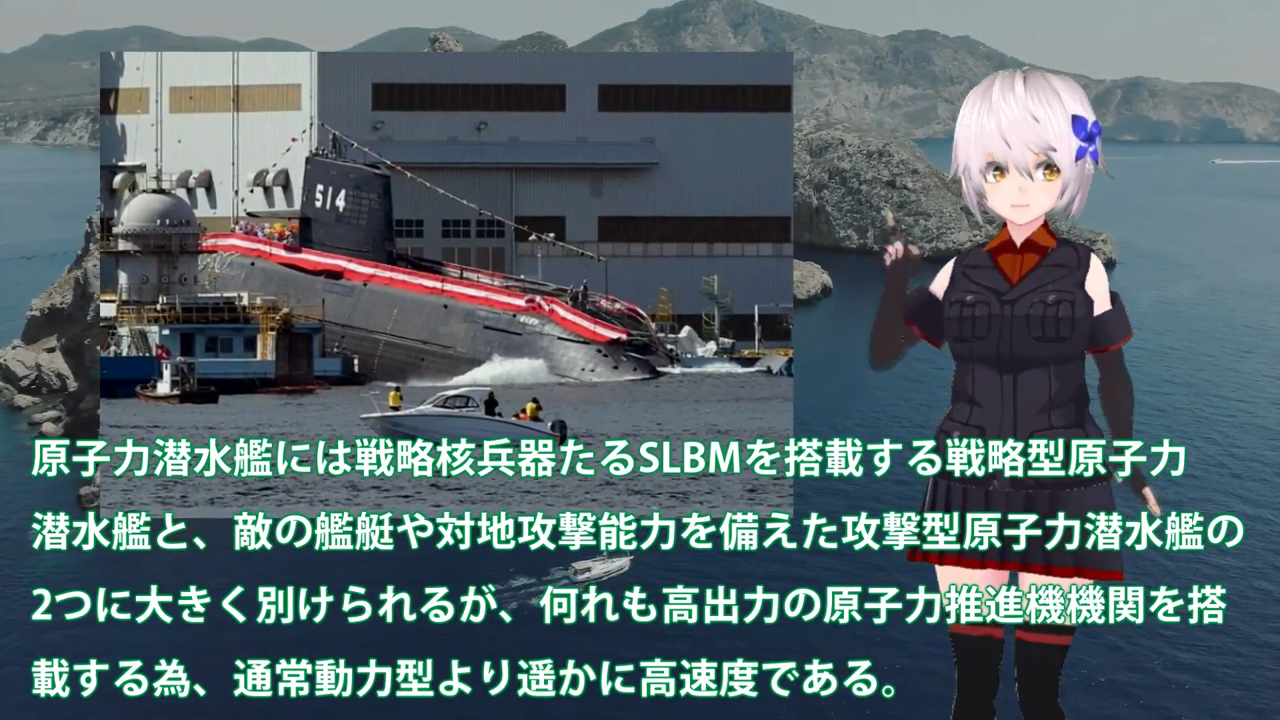 514
原子力潜水艦には戦略核兵器たるSLBMを搭載する戦略型原子力
潜水艦と、敵の艦艇や対地攻撃能力を備えた攻撃型原子力潜水艦の
2つに大きく別けられるが、何れも高出力の原子力推進機機関を搭
載する為、通常動力型より遥かに高速度である。